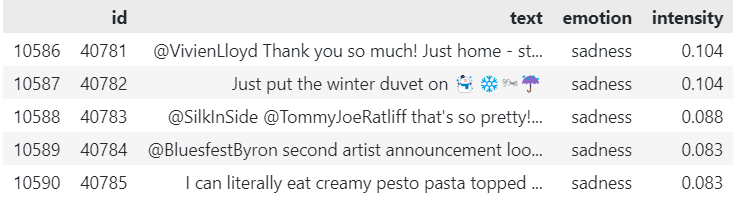 id text emotion intensity
10586 40781 @VivienLloyd Thank you so much! Just home - st... sadness 0.104
10587 40782 Just put the winter duvet on ☃️❄️🌬☔️ sadness 0.104
10588 40783 @SilkInSide @TommyJoeRatliff that's so pretty!... sadness 0.088
10589 40784 @BluesfestByron second artist announcement loo... sadness 0.083
10590 40785 I can literally eat creamy pesto pasta topped ... sadness 0.083